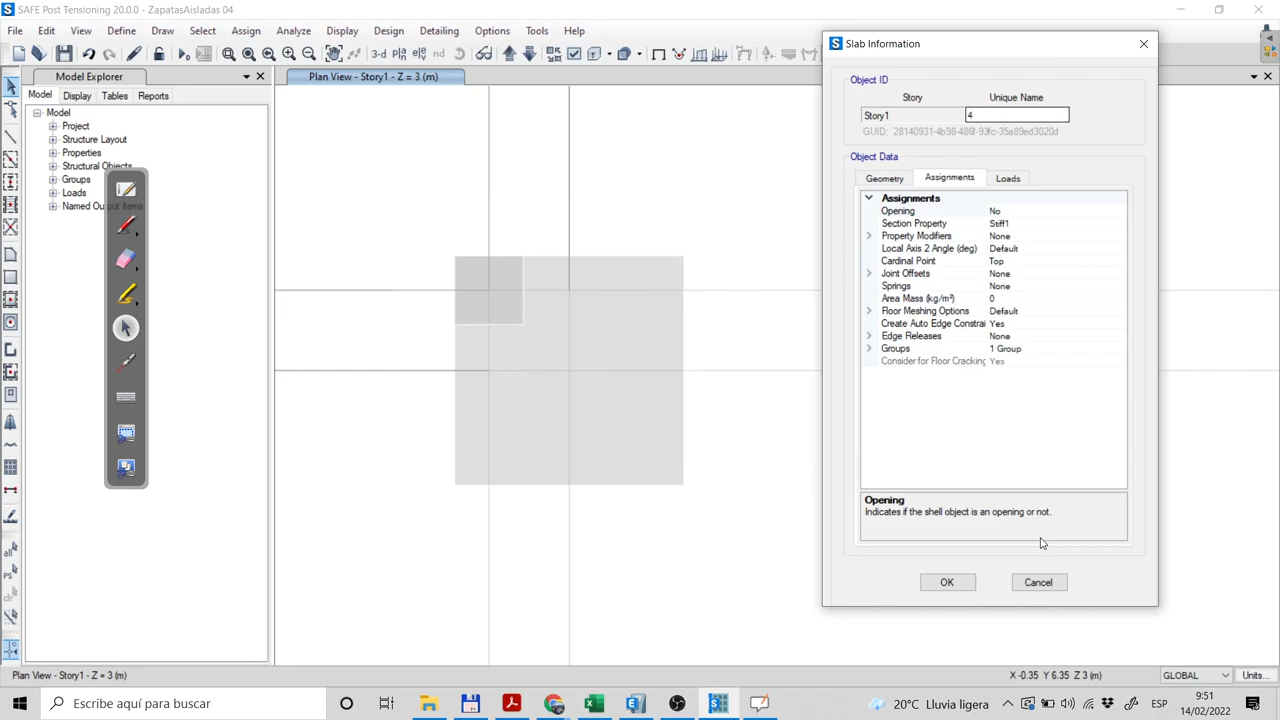 SAFE Post Tensioning 20.0.0 - ZapatasAisladas 04
File Edit View Define Draw Select Assign Analyze Display Design Detailing Options Tools Help
3-d
Model Explorer
Plan View - Story1 - Z = 3 (m)
Model Display Tables Reports
Model
Project
Structure Layout
Properties
Structural Objects
Groups
Loads
Named Output Items
all
PS
dr
Slab Information
Object ID
Story Unique Name
Story1 4
GUID: 28140931-4b98-486f-93fc-35a89ed3020d
Object Data
Geometry Assignments Loads
Assignments
Opening No
Section Property Stiff1
Property Modifiers None
Local Axis 2 Angle (deg) Default
Cardinal Point Top
Joint Offsets None
Springs None
Area Mass (kg/m²) 0
Floor Meshing Options Default
Create Auto Edge Constrai Yes
Edge Releases None
Groups 1 Group
Consider for Floor Cracking Yes
Opening
Indicates if the shell object is an opening or not.
OK Cancel
Plan View - Story1 - Z = 3 (m) X -0.35 Y 6.35 Z 3 (m) GLOBAL Units...
Escribe aquí para buscar
20°C Lluvia ligera
ESP
9:51
14/02/2022